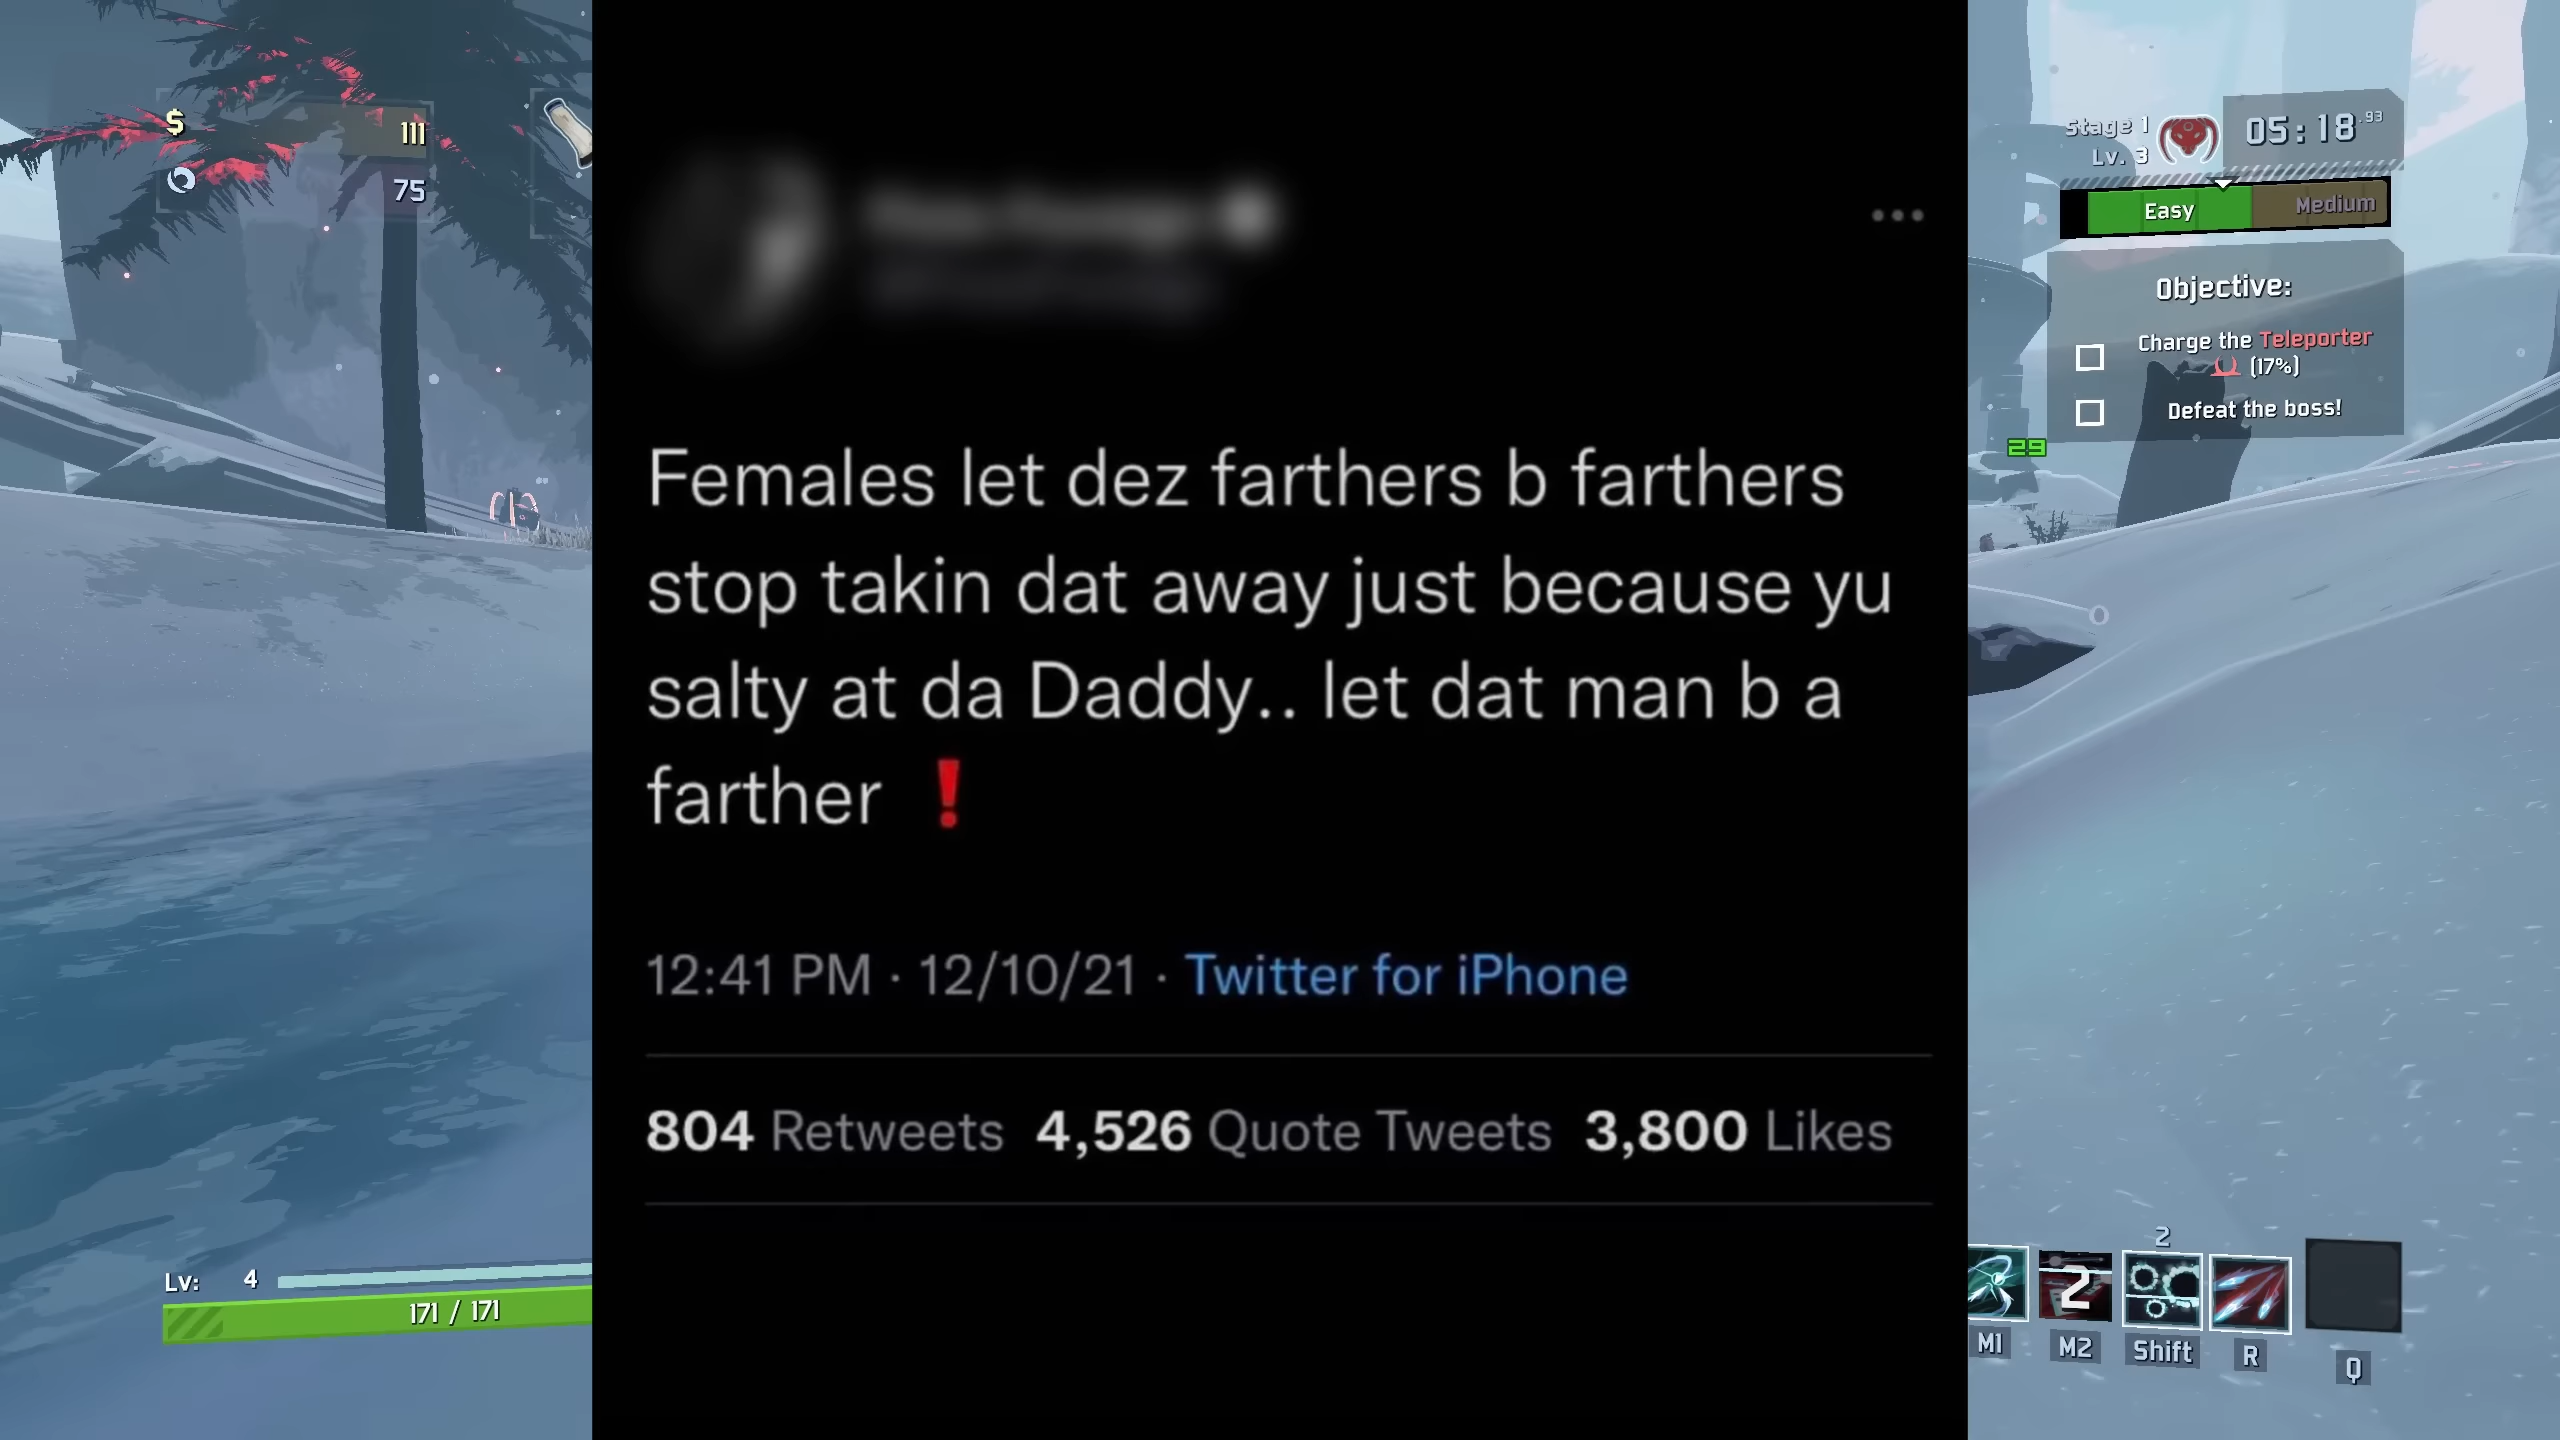 $ 111
75
Lv: 4
171 / 171
Females let dez farthers b farthers
stop takin dat away just because yu
salty at da Daddy.. let dat man b a
farther ❗
12:41 PM · 12/10/21 · Twitter for iPhone
804 Retweets 4,526 Quote Tweets 3,800 Likes
Stage 1
Lv. 3
05:18.93
Easy
Medium
Objective:
Charge the Teleporter
(17%)
Defeat the boss!
29
2
2
M1 M2 Shift R Q